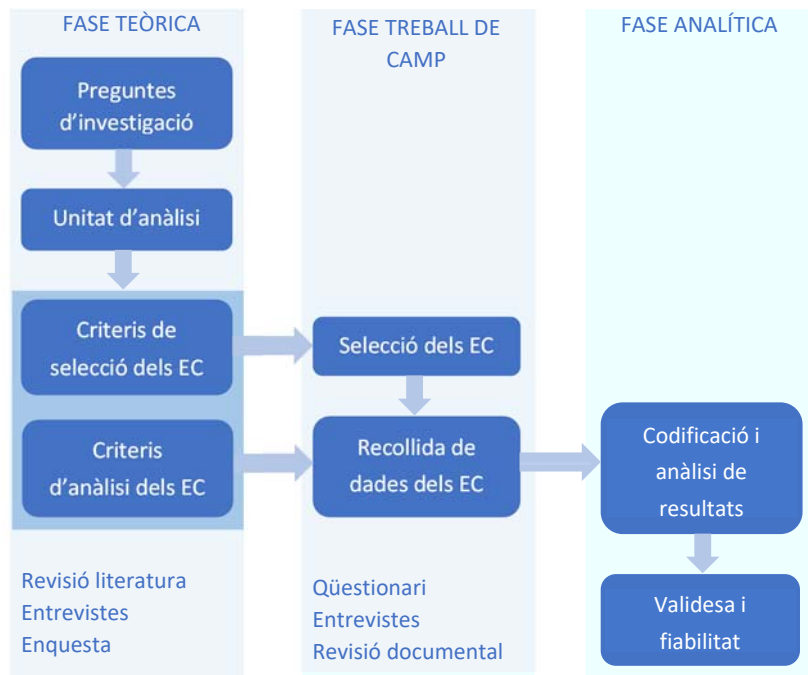 FASE TEÒRICA
Preguntes
d’investigació
Unitat d’anàlisi
Criteris de
selecció dels EC
Criteris
d’anàlisi dels EC
Revisió literatura
Entrevistes
Enquesta
FASE TREBALL DE
CAMP
Selecció dels EC
Recollida de
dades dels EC
Qüestionari
Entrevistes
Revisió documental
FASE ANALÍTICA
Codificació i
anàlisi de
resultats
Validesa i
fiabilitat